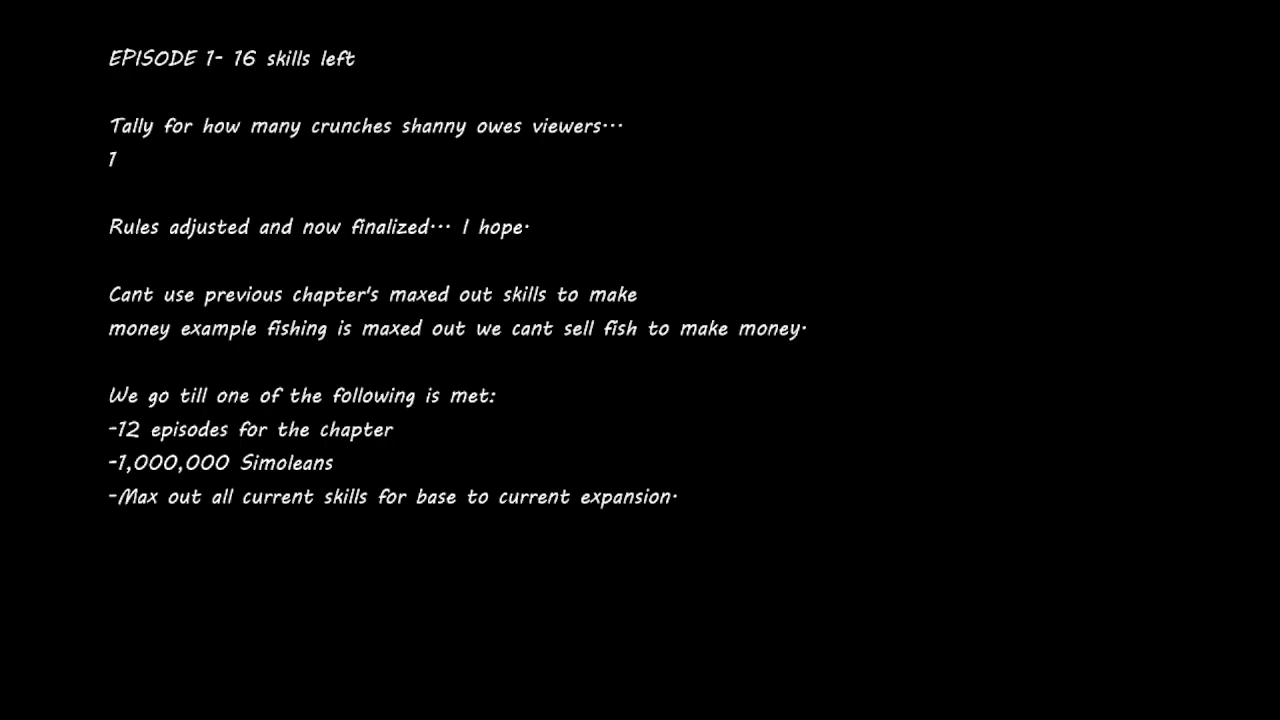 EPISODE 1- 16 skills left
Tally for how many crunches shanny owes viewers...
1
Rules adjusted and now finalized... I hope.
Cant use previous chapter's maxed out skills to make
money example fishing is maxed out we cant sell fish to make money.
We go till one of the following is met:
-12 episodes for the chapter
-1,000,000 Simoleans
-Max out all current skills for base to current expansion.